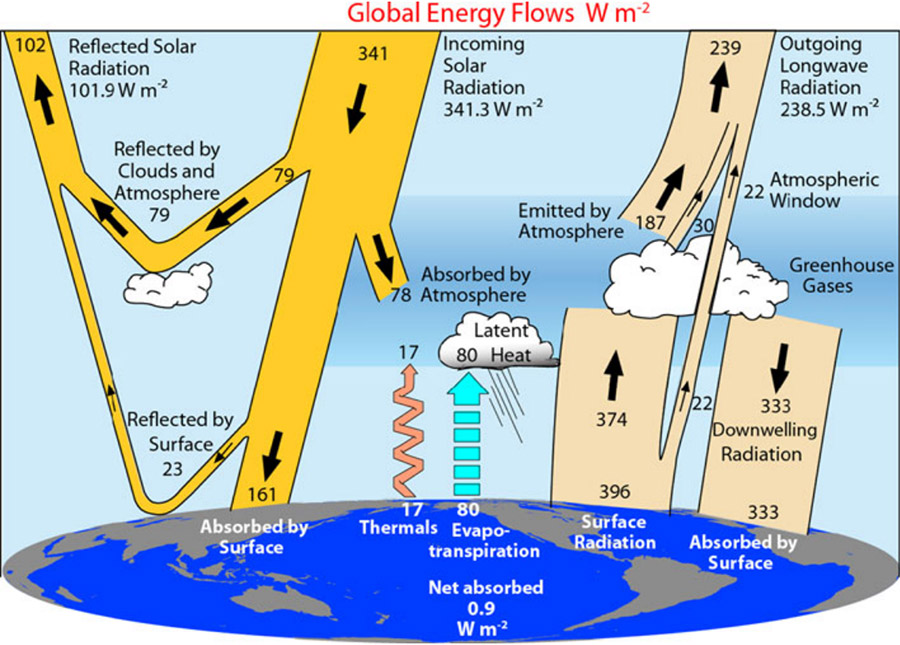 Global Energy Flows W m-2
102
Reflected Solar
Radiation
101.9 W m-2
341
Incoming
Solar
Radiation
341.3 W m-2
239
Outgoing
Longwave
Radiation
238.5 W m-2
Reflected by
Clouds and
Atmosphere
79
79
Emitted by
Atmosphere
187
30
22
Atmospheric
Window
Greenhouse
Gases
78
Absorbed by
Atmosphere
17
Latent
80 Heat
374
22
333
Downwelling
Radiation
Reflected by
Surface
23
161
396
333
Absorbed by
Surface
17
Thermals
80
Evapo-
transpiration
Surface
Radiation
Absorbed by
Surface
Net absorbed
0.9
W m-2